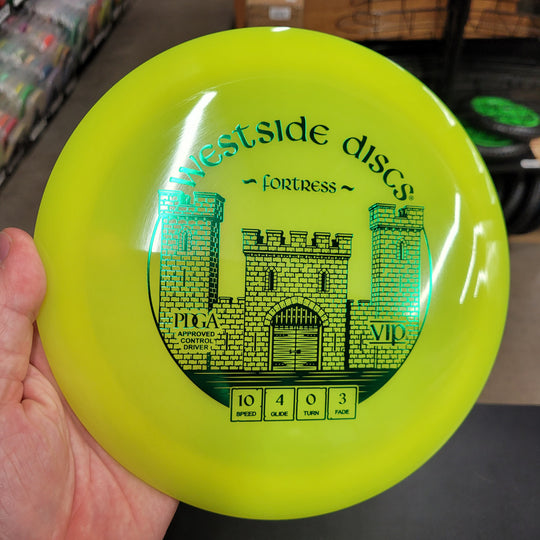 westside discs®
~ fortress ~
PDGA
APPROVED
CONTROL
DRIVER
VIP
10 4 0 3
SPEED GLIDE TURN FADE